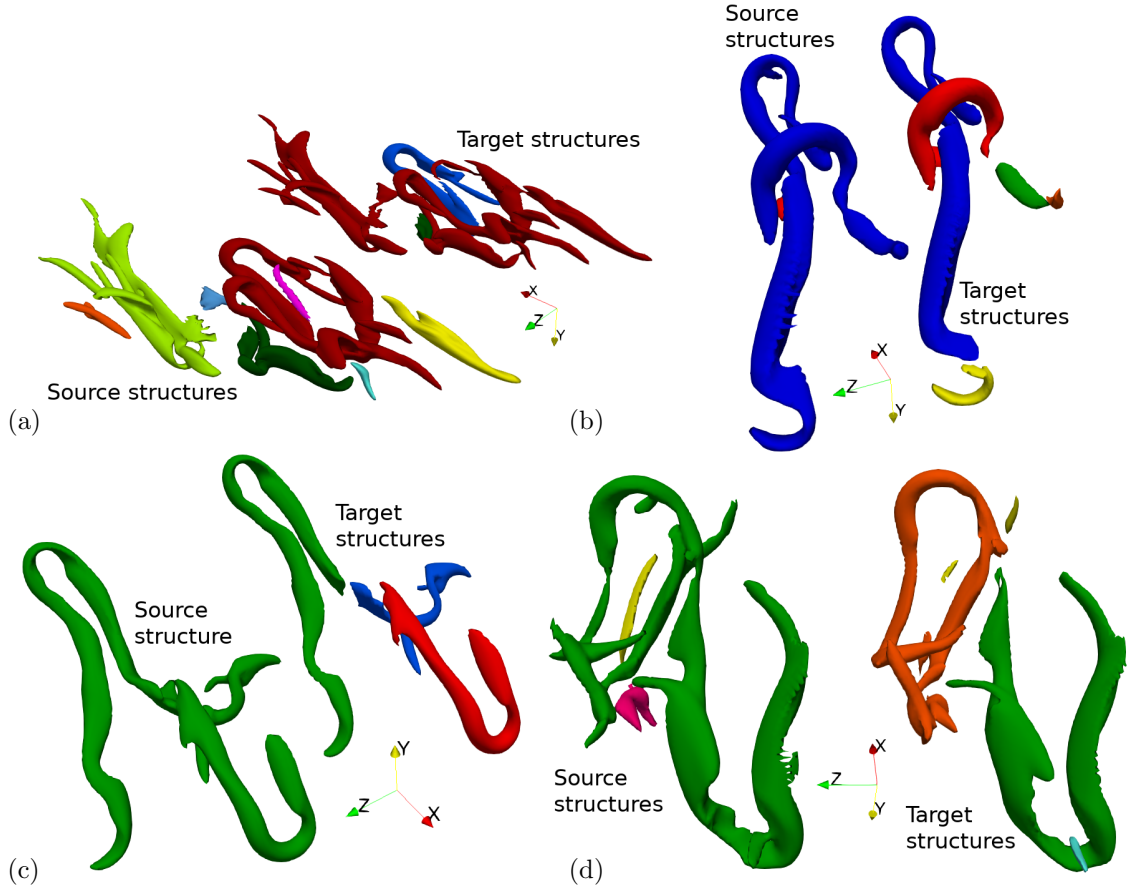 Target structures
X
Z
Y
Source structures
(a)
Source
structures
Target
structures
X
Z
Y
(b)
Target
structures
Source
structure
Y
Z
X
(c)
Source
structures
X
Z
Y
Target
structures
(d)